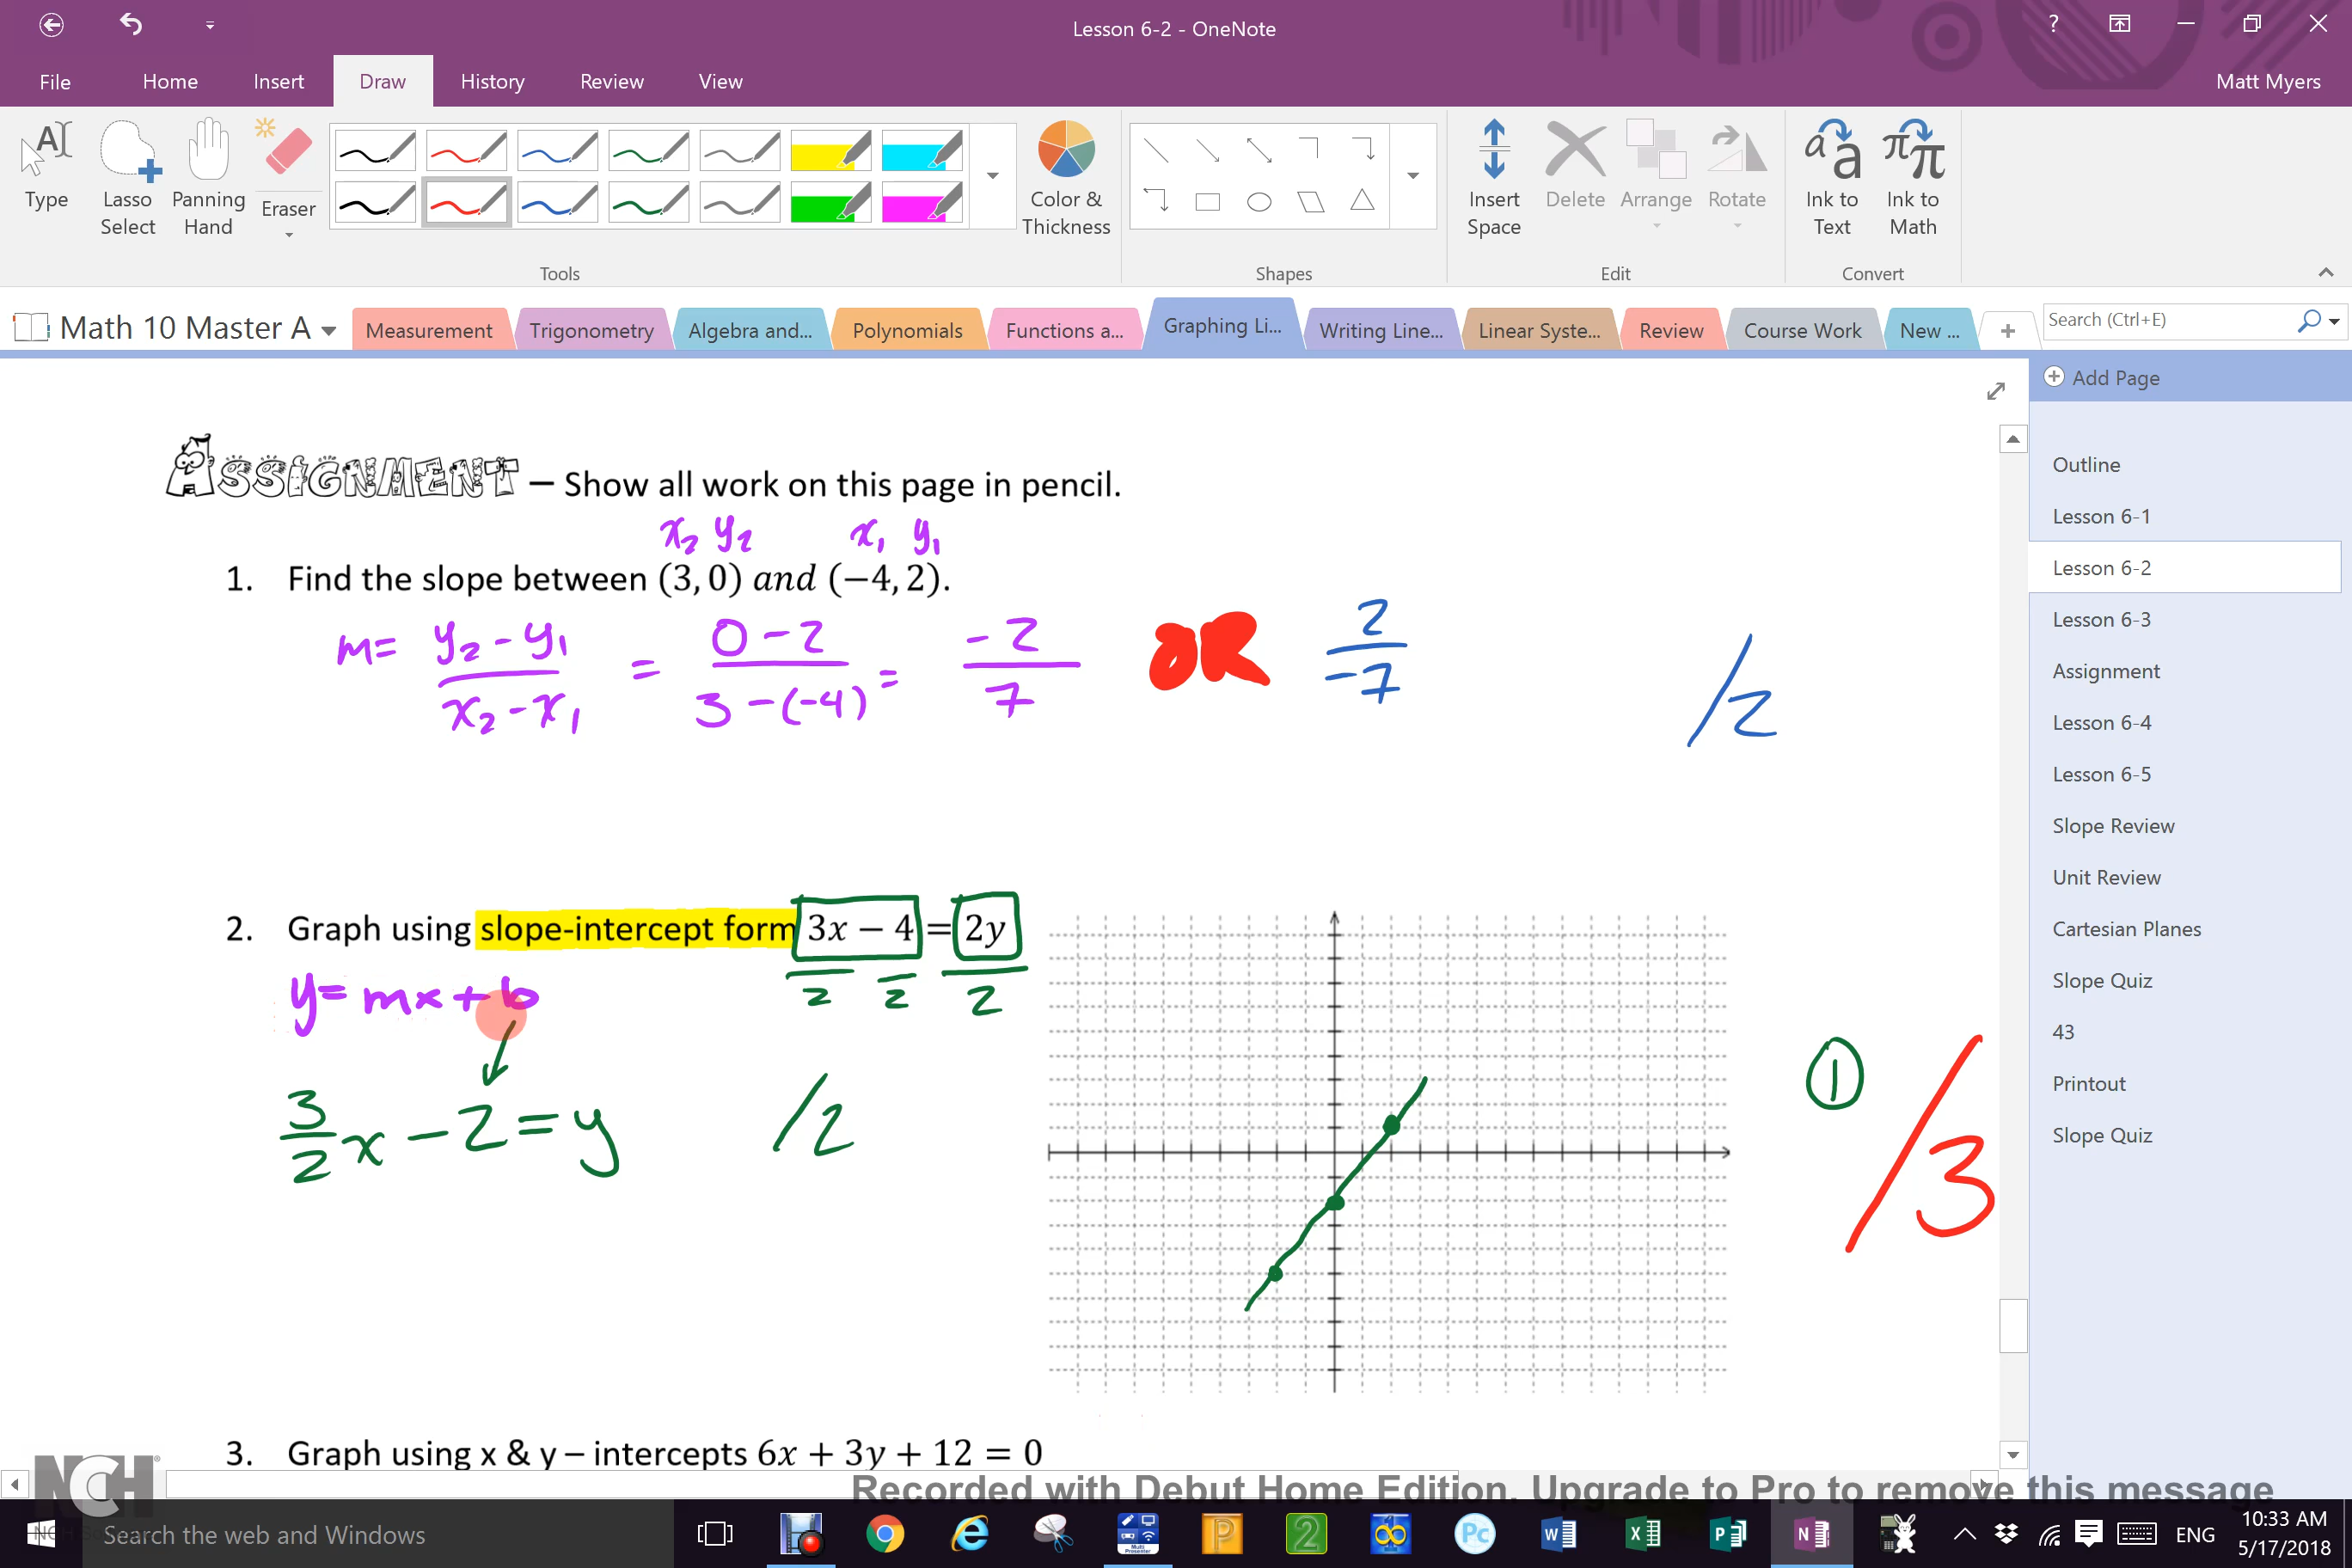 Lesson 6-2 - OneNote
?
File Home Insert Draw History Review View
Matt Myers
Type
Lasso Select
Panning Hand
Eraser
Color & Thickness
Insert Space
Delete
Arrange
Rotate
Ink to Text
Ink to Math
Tools
Shapes
Edit
Convert
Math 10 Master A
Measurement
Trigonometry
Algebra and...
Polynomials
Functions a...
Graphing Li...
Writing Line...
Linear Syste...
Review
Course Work
New ...
+
Search (Ctrl+E)
Add Page
Outline
Lesson 6-1
Lesson 6-2
Lesson 6-3
Assignment
Lesson 6-4
Lesson 6-5
Slope Review
Unit Review
Cartesian Planes
Slope Quiz
43
Printout
Slope Quiz
ASSIGNMENT – Show all work on this page in pencil.
x₂ y₂ x₁ y₁
1. Find the slope between (3, 0) and (−4, 2).
m = (y₂ - y₁)/(x₂ - x₁) = (0 - 2)/(3 - (-4)) = -2/7 OR 2/-7
/2
2. Graph using slope-intercept form 3x − 4 = 2y
2 2 2
y = mx + b
3/2 x - 2 = y
/2
① /3
3. Graph using x & y – intercepts 6x + 3y + 12 = 0
NCH
Recorded with Debut Home Edition. Upgrade to Pro to remove this message
Search the web and Windows
ENG
10:33 AM
5/17/2018